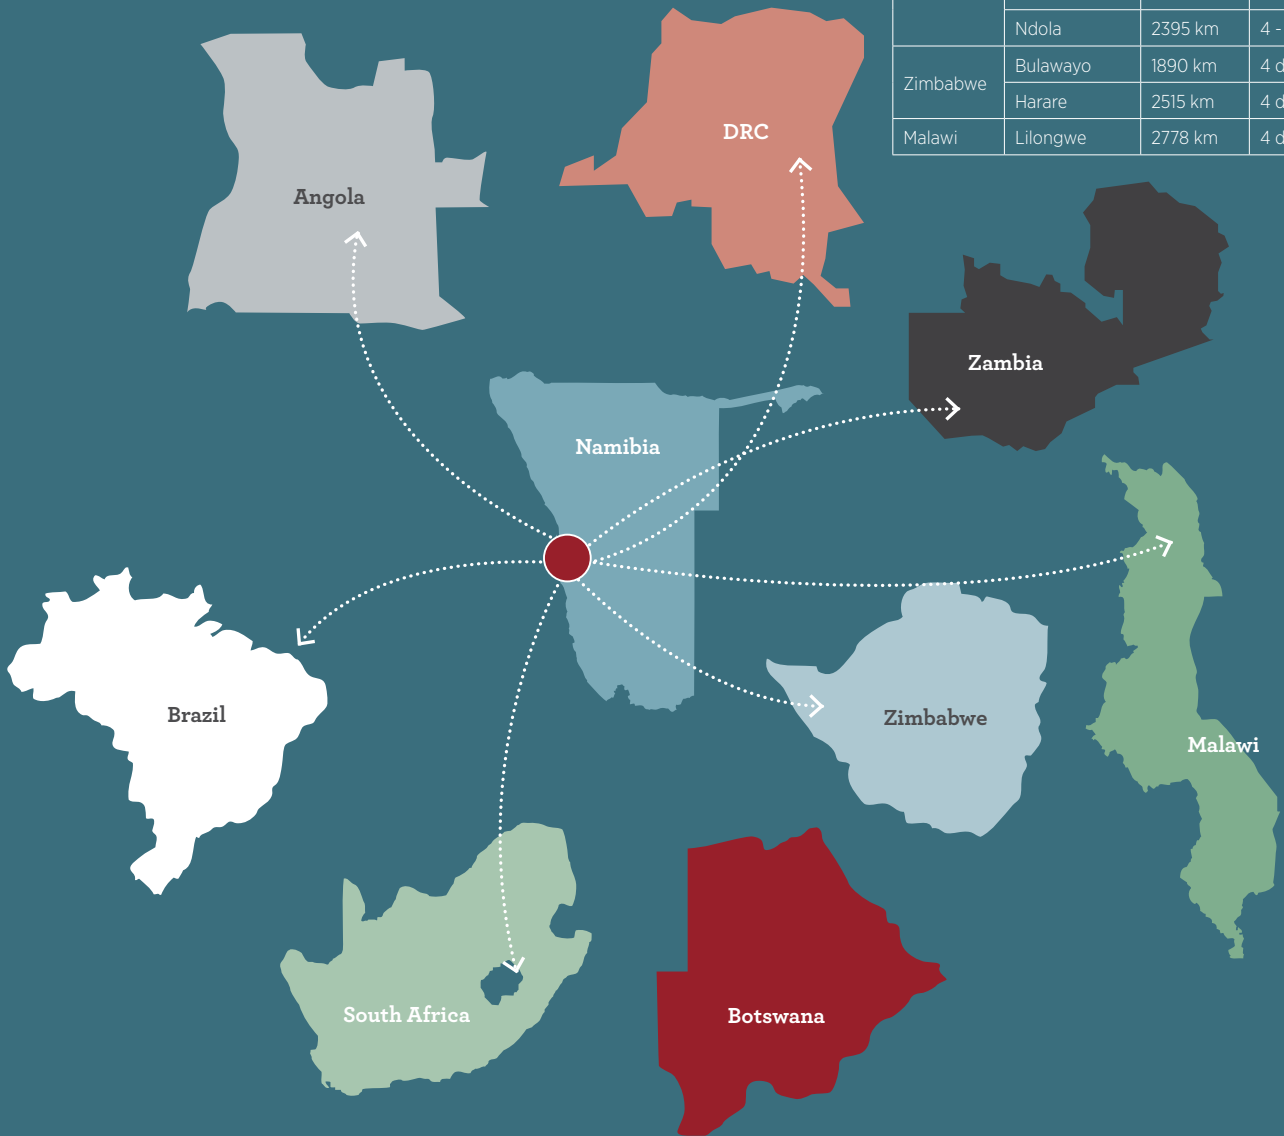 Ndola 2395 km 4 -
Zimbabwe Bulawayo 1890 km 4 d
Harare 2515 km 4 d
Malawi Lilongwe 2778 km 4 d
DRC
Angola
Zambia
Namibia
Brazil
Zimbabwe
Malawi
South Africa
Botswana